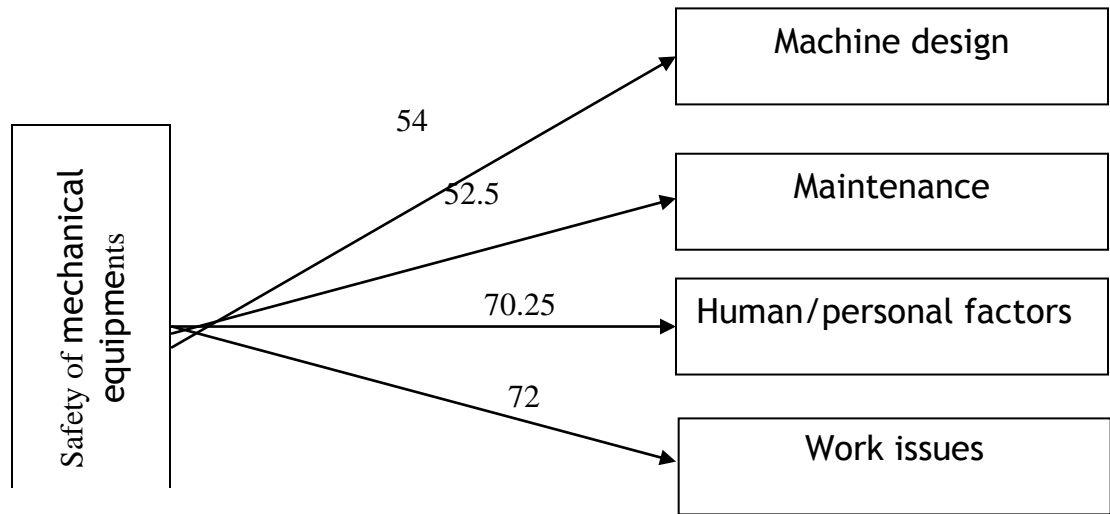 Machine design
54
Maintenance
52.5
Safety of mechanical
equipments
70.25
Human/personal factors
72
Work issues